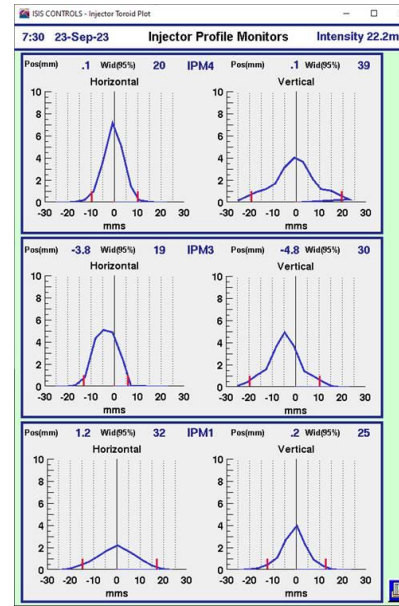 ISIS CONTROLS - Injector Toroid Plot
7:30 23-Sep-23 Injector Profile Monitors Intensity 22.2m
Pos(mm) .1 Wid(95%) 20 IPM4 Pos(mm) .1 Wid(95%) 39
Horizontal Vertical
10 10
8 8
6 6
4 4
2 2
0 0
-30 -20 -10 0 10 20 30 -30 -20 -10 0 10 20 30
mms mms
Pos(mm) -3.8 Wid(95%) 19 IPM3 Pos(mm) -4.8 Wid(95%) 30
Horizontal Vertical
10 10
8 8
6 6
4 4
2 2
0 0
-30 -20 -10 0 10 20 30 -30 -20 -10 0 10 20 30
mms mms
Pos(mm) 1.2 Wid(95%) 32 IPM1 Pos(mm) .2 Wid(95%) 25
Horizontal Vertical
10 10
8 8
6 6
4 4
2 2
0 0
-30 -20 -10 0 10 20 30 -30 -20 -10 0 10 20 30
mms mms